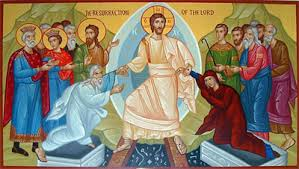 THE RESURRECTION OF THE LORD